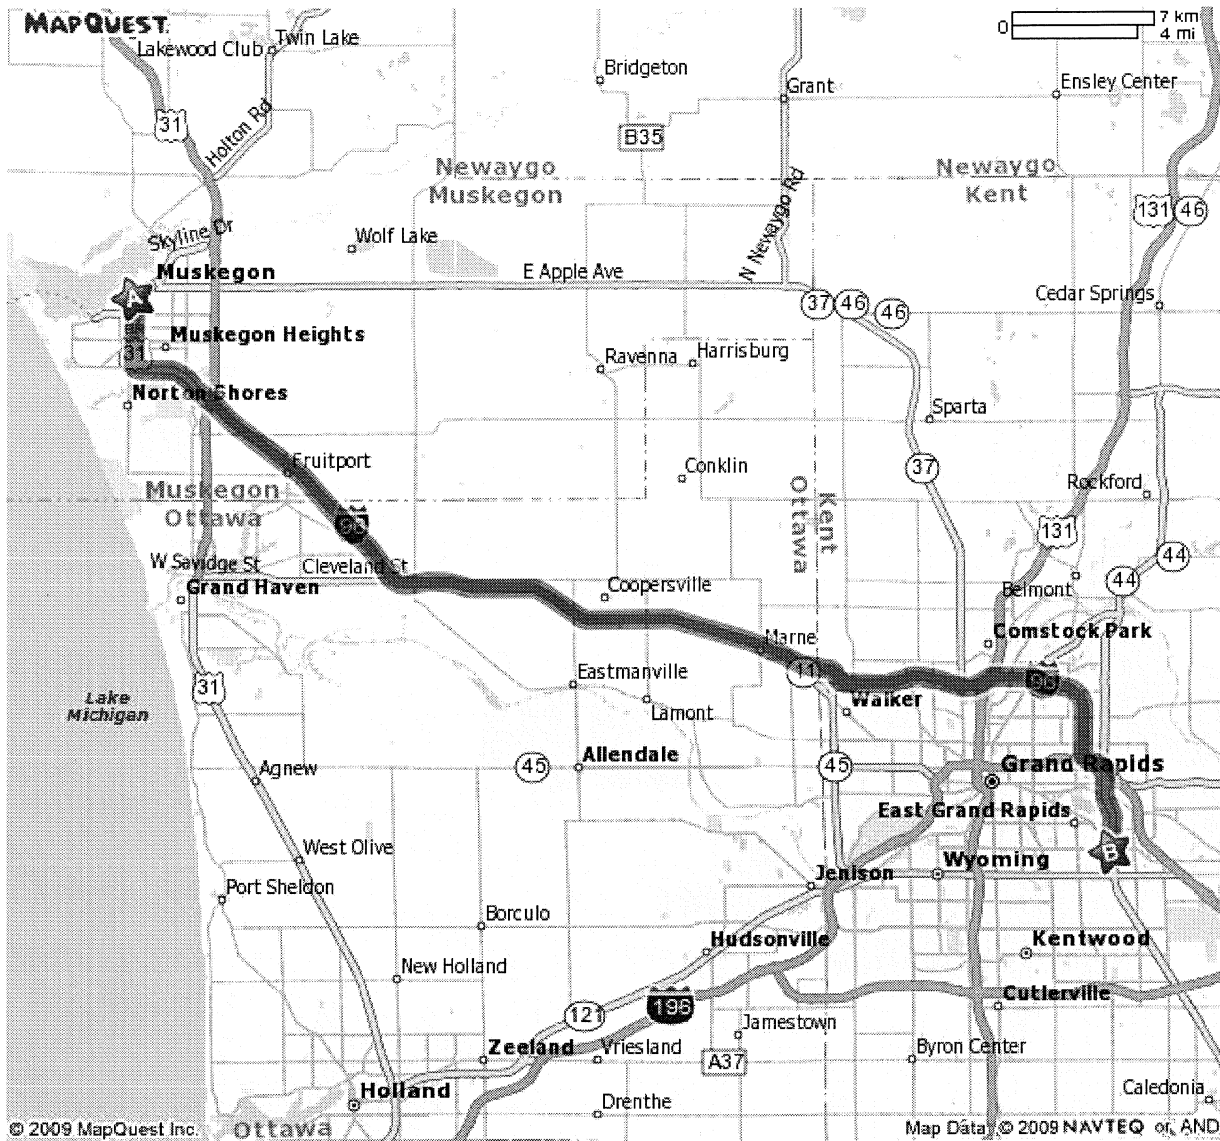 MAPQUEST.
0
7 km
4 mi
Lakewood Club
Twin Lake
Bridgeton
Grant
Ensley Center
31
Holton Rd
B35
Newaygo
Muskegon
Newaygo
Kent
N Newaygo Rd
131
46
Skyline Dr
Wolf Lake
Muskegon
E Apple Ave
A
37
46
46
Cedar Springs
Muskegon Heights
31
Ravenna
Harrisburg
Norton Shores
Sparta
Fruitport
Conklin
37
Rockford
Muskegon
Ottawa
Kent
Ottawa
96
131
W Savidge St
Cleveland St
44
44
Grand Haven
Coopersville
Belmont
Marne
Comstock Park
31
Eastmanville
11
96
Lake
Michigan
Lamont
Walker
Allendale
45
45
Grand Rapids
Agnew
East Grand Rapids
West Olive
B
Wyoming
Port Sheldon
Jenison
Borculo
Hudsonville
Kentwood
New Holland
196
Cutlerville
121
Jamestown
Zeeland
Vriesland
A37
Byron Center
Holland
Drenthe
Caledonia
© 2009 MapQuest Inc.
Ottawa
Map Data © 2009 NAVTEQ or, AND